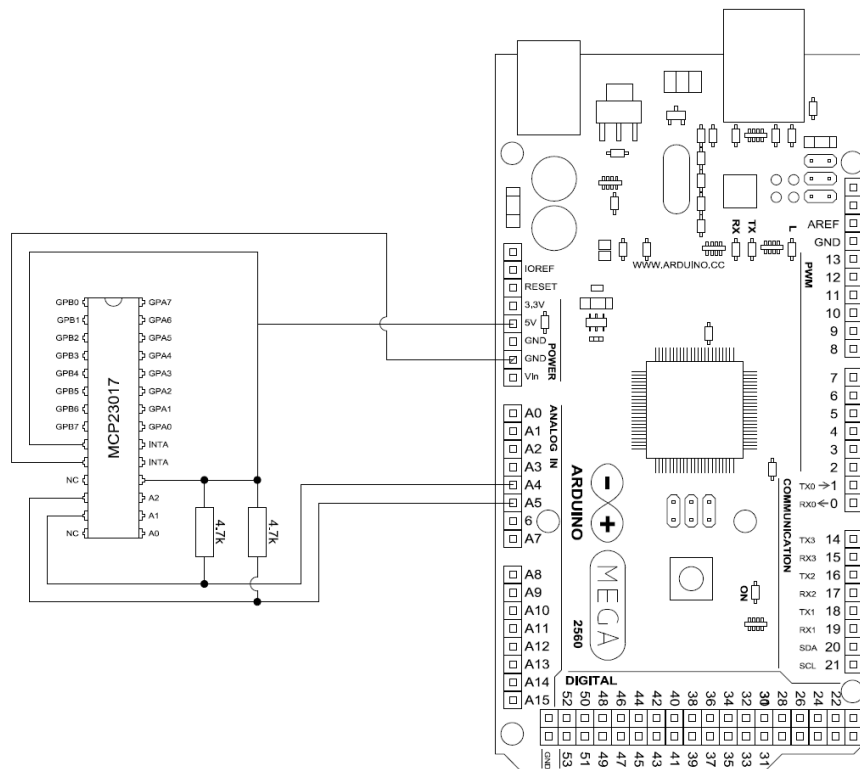 GPB0
GPB1
GPB2
GPB3
GPB4
GPB5
GPB6
GPB7
NC
NC
MCP23017
GPA7
GPA6
GPA5
GPA4
GPA3
GPA2
GPA1
GPA0
INTA
INTA
A2
A1
A0
4.7k
4.7k
IOREF
RESET
3,3V
5V
GND
GND
Vin
POWER
A0
A1
A2
A3
A4
A5
6
A7
ANALOG IN
A8
A9
A10
A11
A12
A13
A14
A15
RX
TX
L
WWW.ARDUINO.CC
ARDUINO
MEGA
2560
ON
AREF
GND
13
12
11
10
9
8
PWM
7
6
5
4
3
2
TX0 → 1
RX0 ← 0
COMMUNICATION
TX3 14
RX3 15
TX2 16
RX2 17
TX1 18
RX1 19
SDA 20
SCL 21
DIGITAL
52 50 48 46 44 42 40 38 36 34 32 30 28 26 24 22
GND 53 51 49 47 45 43 41 39 37 35 33 31